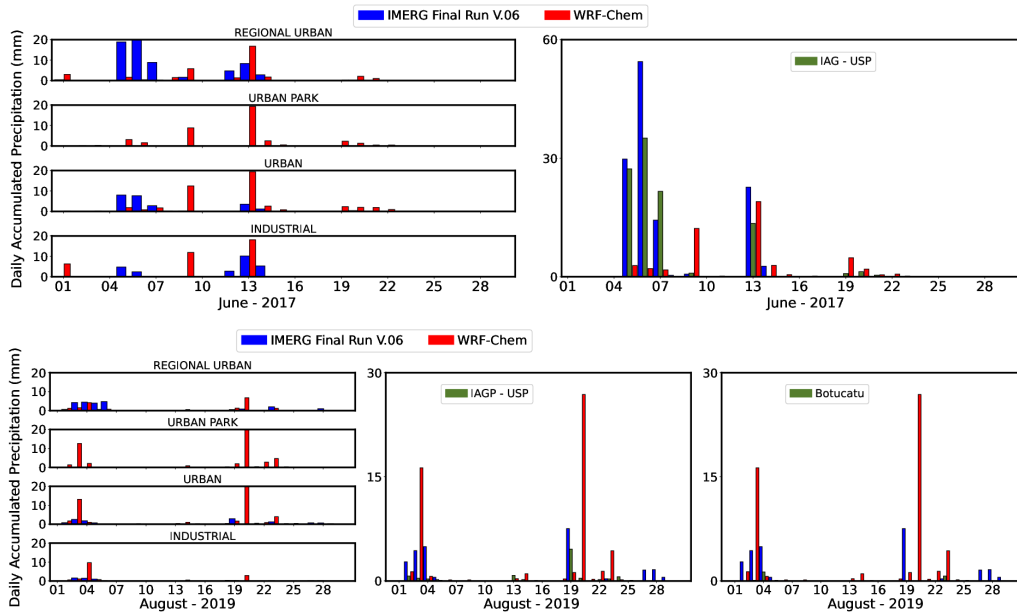 IMERG Final Run V.06 WRF-Chem
Daily Accumulated Precipitation (mm)
REGIONAL URBAN
20
10
0
URBAN PARK
20
10
0
URBAN
20
10
0
INDUSTRIAL
20
10
0
01 04 07 10 13 16 19 22 25 28
June - 2017
IAG - USP
60
30
0
01 04 07 10 13 16 19 22 25 28
June - 2017
IMERG Final Run V.06 WRF-Chem
Daily Accumulated Precipitation (mm)
REGIONAL URBAN
20
10
0
URBAN PARK
20
10
0
URBAN
20
10
0
INDUSTRIAL
20
10
0
01 04 07 10 13 16 19 22 25 28
August - 2019
IAGP - USP
30
15
0
01 04 07 10 13 16 19 22 25 28
August - 2019
Botucatu
30
15
0
01 04 07 10 13 16 19 22 25 28
August - 2019